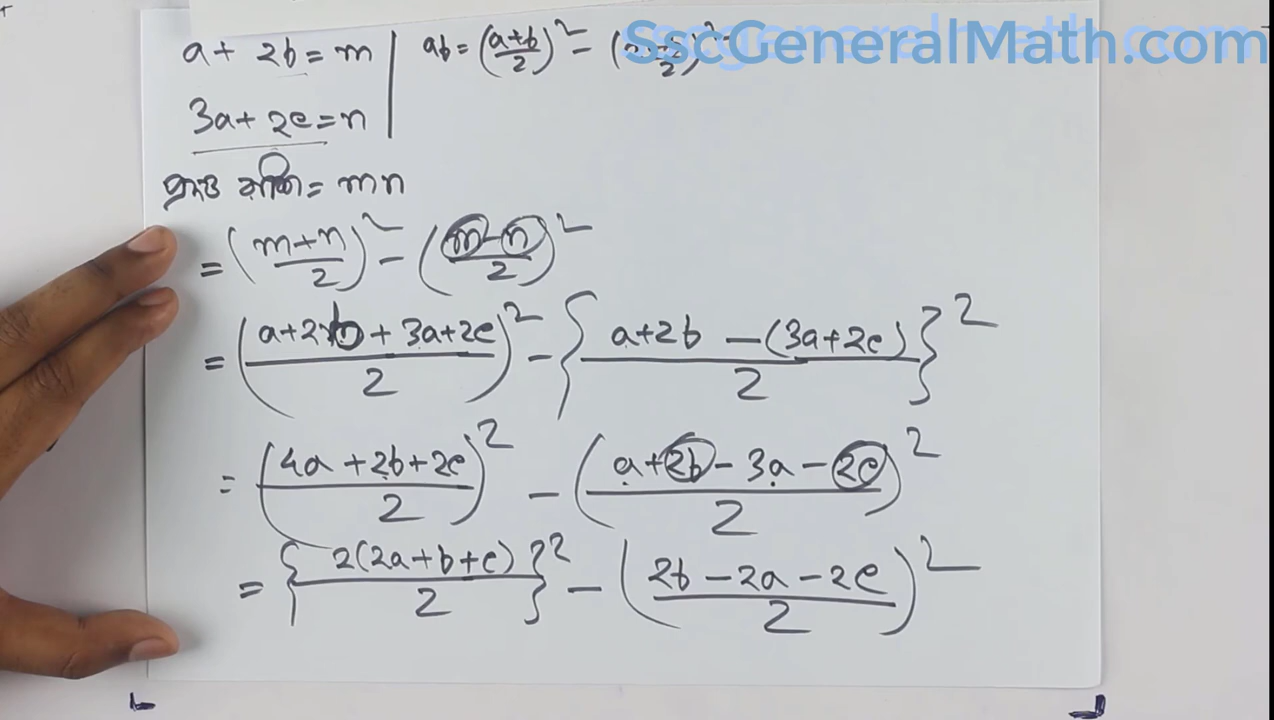 SscGeneralMath.com
a + 2b = m | ab = (a+b/2)² - (a-b/2)²
3a + 2c = n
প্রদত্ত রাশি = mn
= (m+n/2)² - (m-n/2)²
= (a+2b + 3a+2c/2)² - {a+2b - (3a+2c)/2}²
= (4a + 2b + 2c/2)² - (a+2b - 3a - 2c/2)²
= {2(2a+b+c)/2}² - (2b - 2a - 2c/2)²